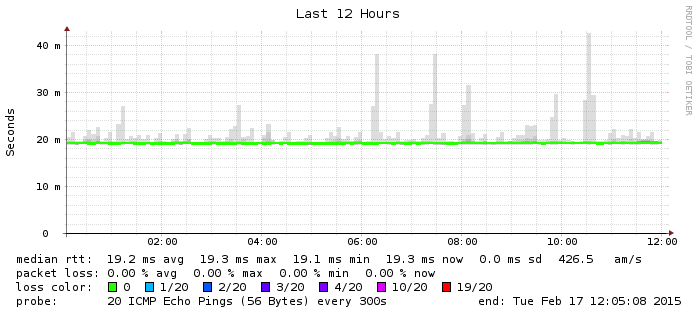 Last 12 Hours
RRDTOOL / TOBI OETIKER
Seconds
40 m
30 m
20 m
10 m
0
02:00 04:00 06:00 08:00 10:00 12:00
median rtt: 19.2 ms avg 19.3 ms max 19.1 ms min 19.3 ms now 0.0 ms sd 426.5 am/s
packet loss: 0.00 % avg 0.00 % max 0.00 % min 0.00 % now
loss color: 0 1/20 2/20 3/20 4/20 10/20 19/20
probe: 20 ICMP Echo Pings (56 Bytes) every 300s end: Tue Feb 17 12:05:08 2015